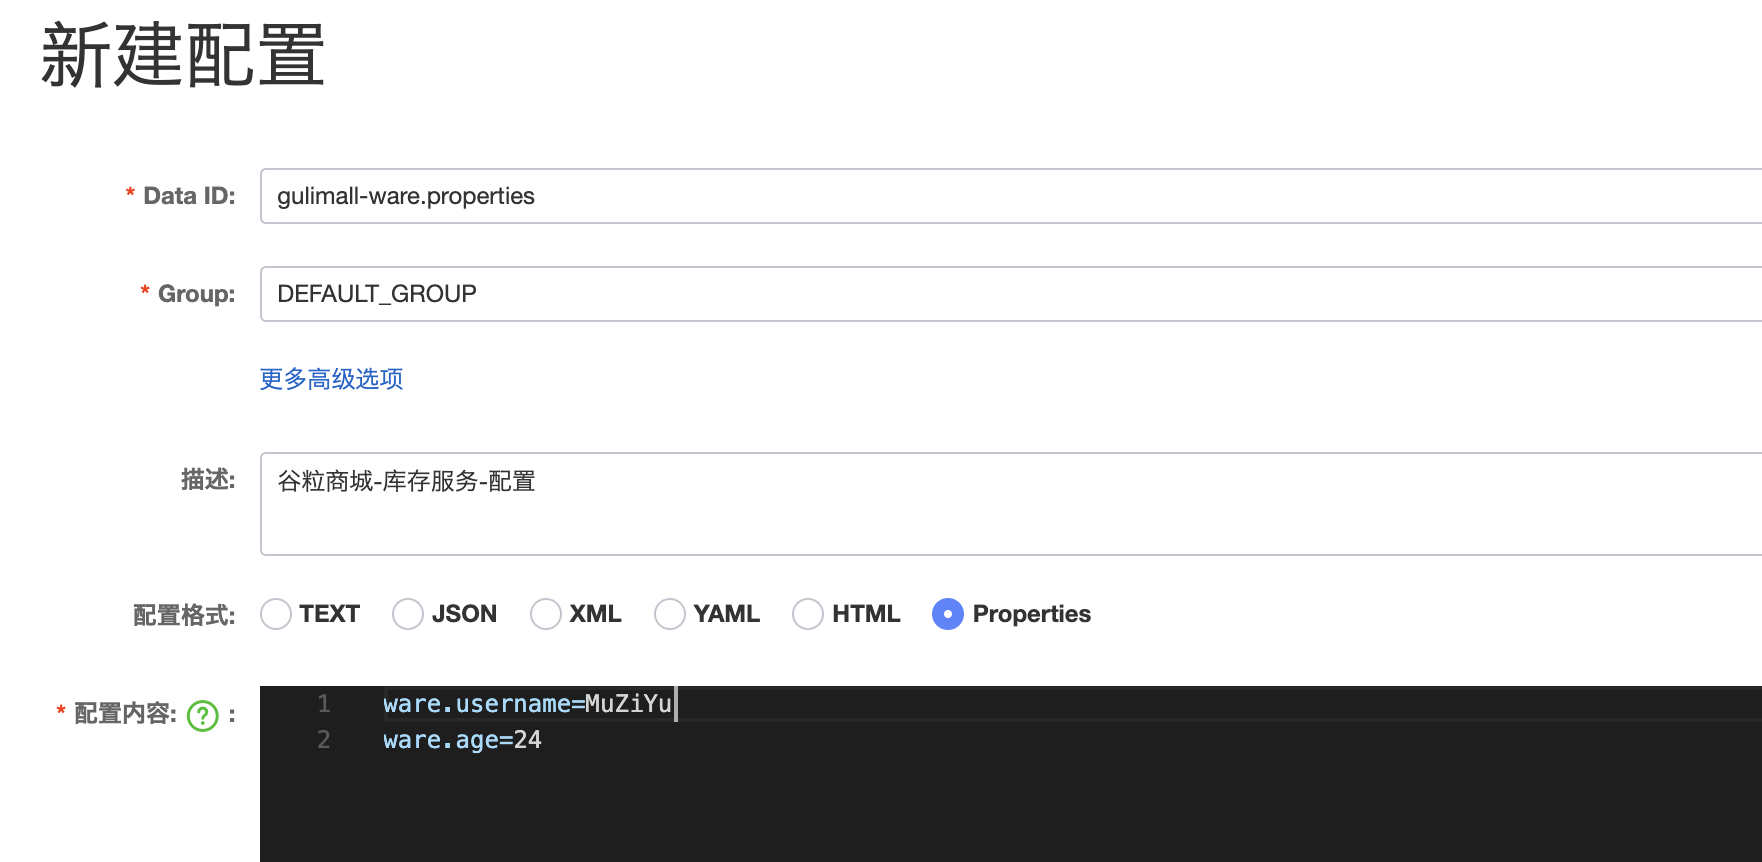 新建配置
* Data ID: gulimall-ware.properties
* Group: DEFAULT_GROUP
更多高级选项
描述: 谷粒商城-库存服务-配置
配置格式: TEXT JSON XML YAML HTML Properties
* 配置内容: ? :
1 ware.username=MuZiYu
2 ware.age=24